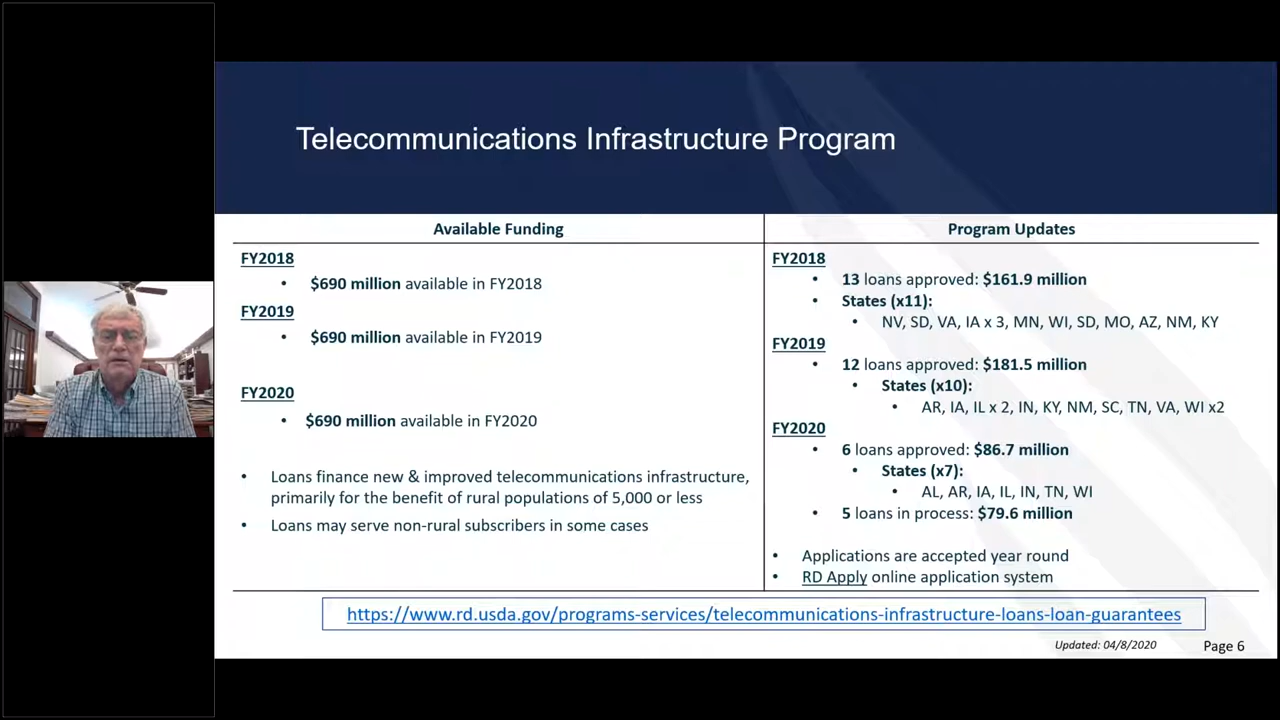 Telecommunications Infrastructure Program
Available Funding
FY2018
• $690 million available in FY2018
FY2019
• $690 million available in FY2019
FY2020
• $690 million available in FY2020
• Loans finance new & improved telecommunications infrastructure,
primarily for the benefit of rural populations of 5,000 or less
• Loans may serve non-rural subscribers in some cases
Program Updates
FY2018
• 13 loans approved: $161.9 million
• States (x11):
• NV, SD, VA, IA x 3, MN, WI, SD, MO, AZ, NM, KY
FY2019
• 12 loans approved: $181.5 million
• States (x10):
• AR, IA, IL x 2, IN, KY, NM, SC, TN, VA, WI x2
FY2020
• 6 loans approved: $86.7 million
• States (x7):
• AL, AR, IA, IL, IN, TN, WI
• 5 loans in process: $79.6 million
• Applications are accepted year round
• RD Apply online application system
https://www.rd.usda.gov/programs-services/telecommunications-infrastructure-loans-loan-guarantees
Updated: 04/8/2020
Page 6